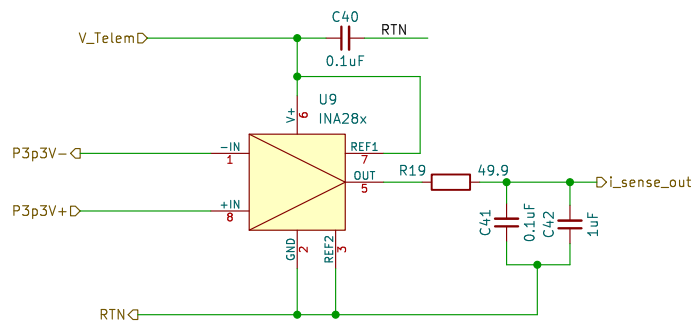 C40
V_Telem
RTN
0.1uF
U9
INA28x
V+
6
P3p3V-
-IN
1
REF1
7
R19
49.9
OUT
5
i_sense_out
P3p3V+
+IN
8
C41
0.1uF
C42
1uF
GND
2
REF2
3
RTN